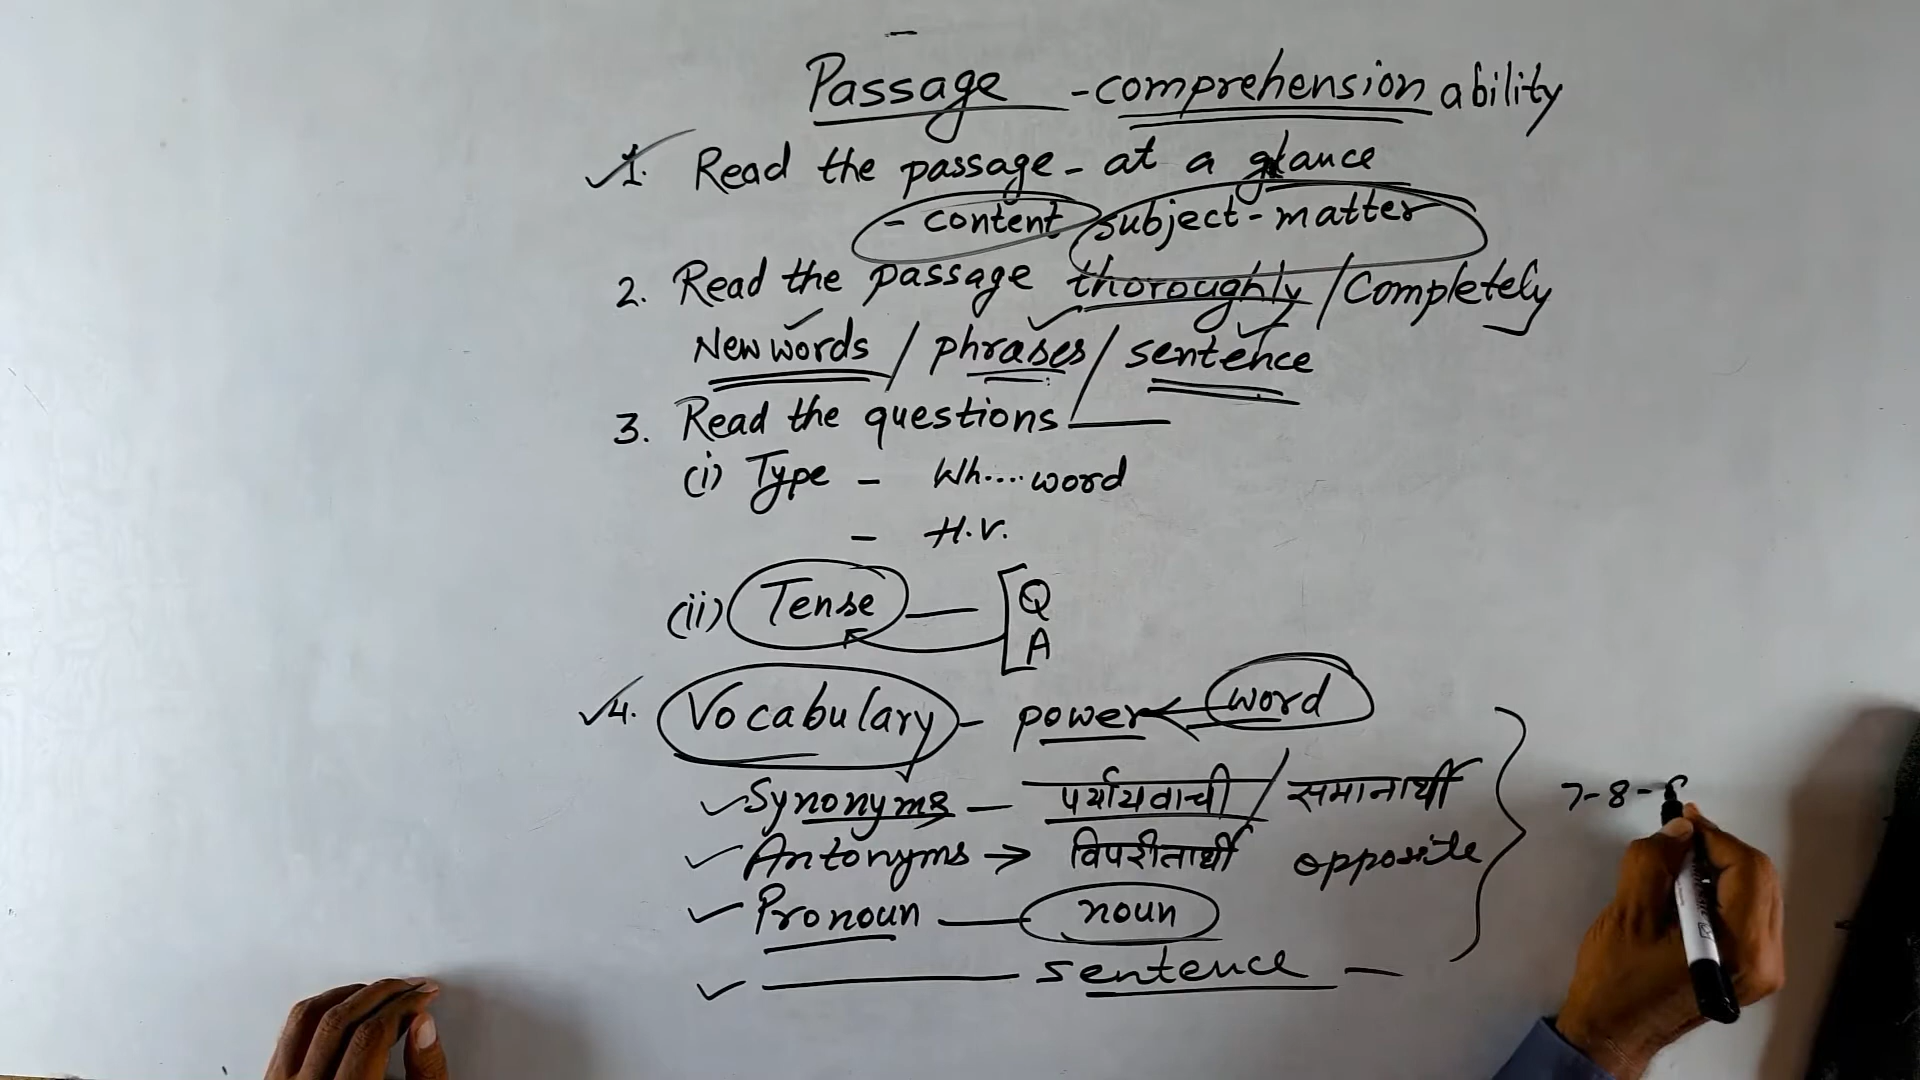 Passage - comprehension ability
1. Read the passage - at a glance
- content subject-matter
2. Read the passage thoroughly / Completely
New words / phrases / sentence
3. Read the questions
(i) Type - Wh....word
- H.V.
(ii) Tense — Q
A
4. Vocabulary - power ← word
Synonyms - पर्यायवाची / समानार्थी
Antonyms → विपरीतार्थी opposite
Pronoun — noun
sentence —
7-8-